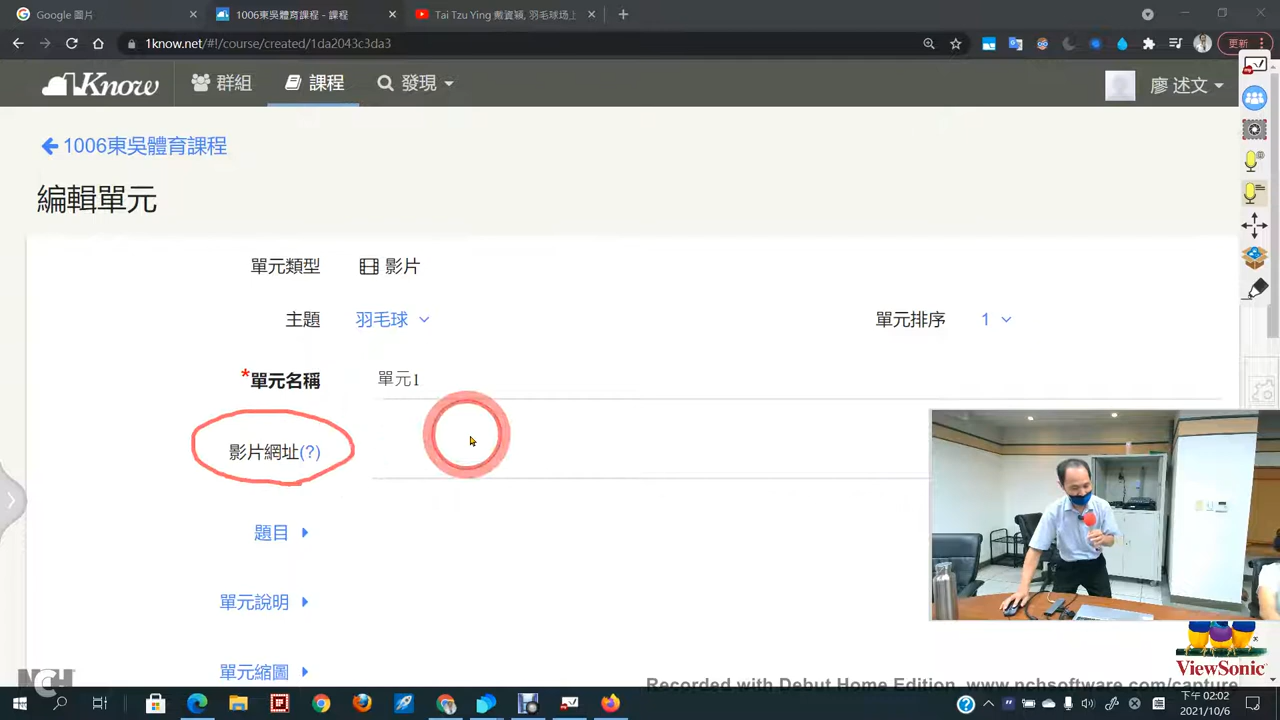 Google 圖片
1006東吳體育課程 - 課程
Tai Tzu Ying 戴資穎, 羽毛球场上
1know.net/#!/course/created/1da2043c3da3
更新
1Know
群組
課程
發現
廖 述文
1006東吳體育課程
編輯單元
單元類型
影片
主題
羽毛球
單元排序
1
*單元名稱
單元1
影片網址(?)
題目
單元說明
單元縮圖
ViewSonic
NCH
Recorded with Debut Home Edition. www.nchsoftware.com/capture
下午 02:02
2021/10/6